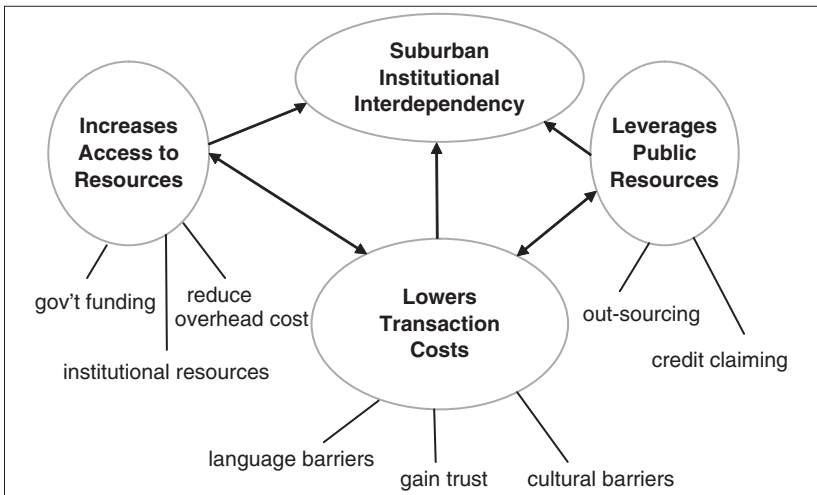 Suburban
Institutional
Interdependency
Increases
Access to
Resources
Leverages
Public
Resources
gov't funding
reduce
overhead cost
institutional resources
Lowers
Transaction
Costs
out-sourcing
credit claiming
language barriers
gain trust
cultural barriers